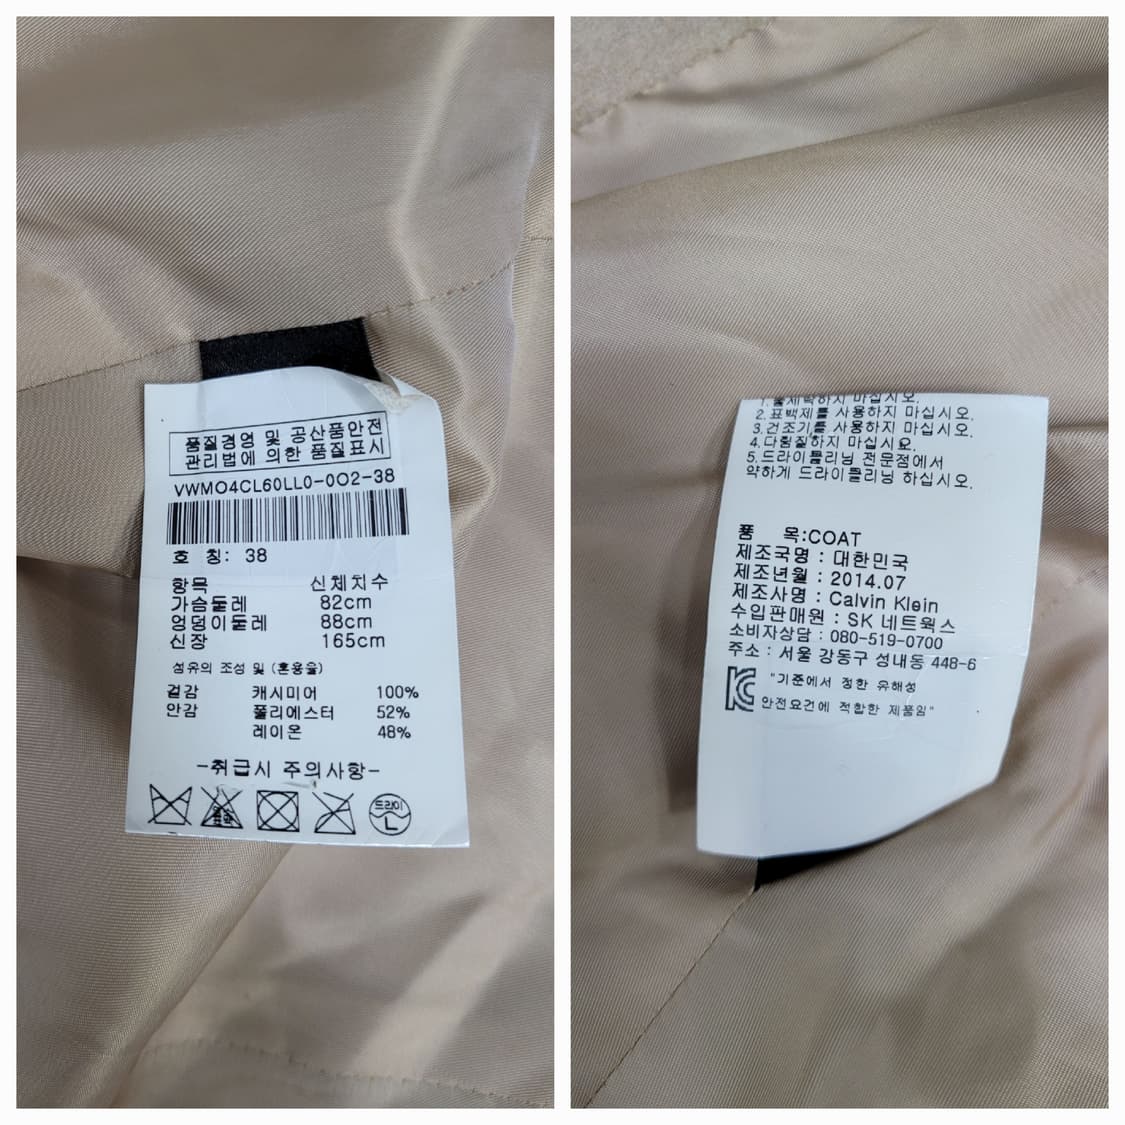 품질경영 및 공산품안전
관리법에 의한 품질표시
VWMO4CL60LL0-0O2-38
호 칭: 38
항목 신체치수
가슴둘레 82cm
엉덩이둘레 88cm
신장 165cm
섬유의 조성 및 (혼용율)
겉감 캐시미어 100%
안감 폴리에스터 52%
레이온 48%
-취급시 주의사항-
드라이
L
1.물세탁하지 마십시오.
2.표백제를 사용하지 마십시오.
3.건조기를 사용하지 마십시오.
4.다림질하지 마십시오.
5.드라이클리닝 전문점에서
약하게 드라이클리닝 하십시오.
품 목:COAT
제조국명 : 대한민국
제조년월 : 2014.07
제조사명 : Calvin Klein
수입판매원 : SK 네트웍스
소비자상담 : 080-519-0700
주소 : 서울 강동구 성내동 448-6
"기준에서 정한 유해성
안전요건에 적합한 제품임"